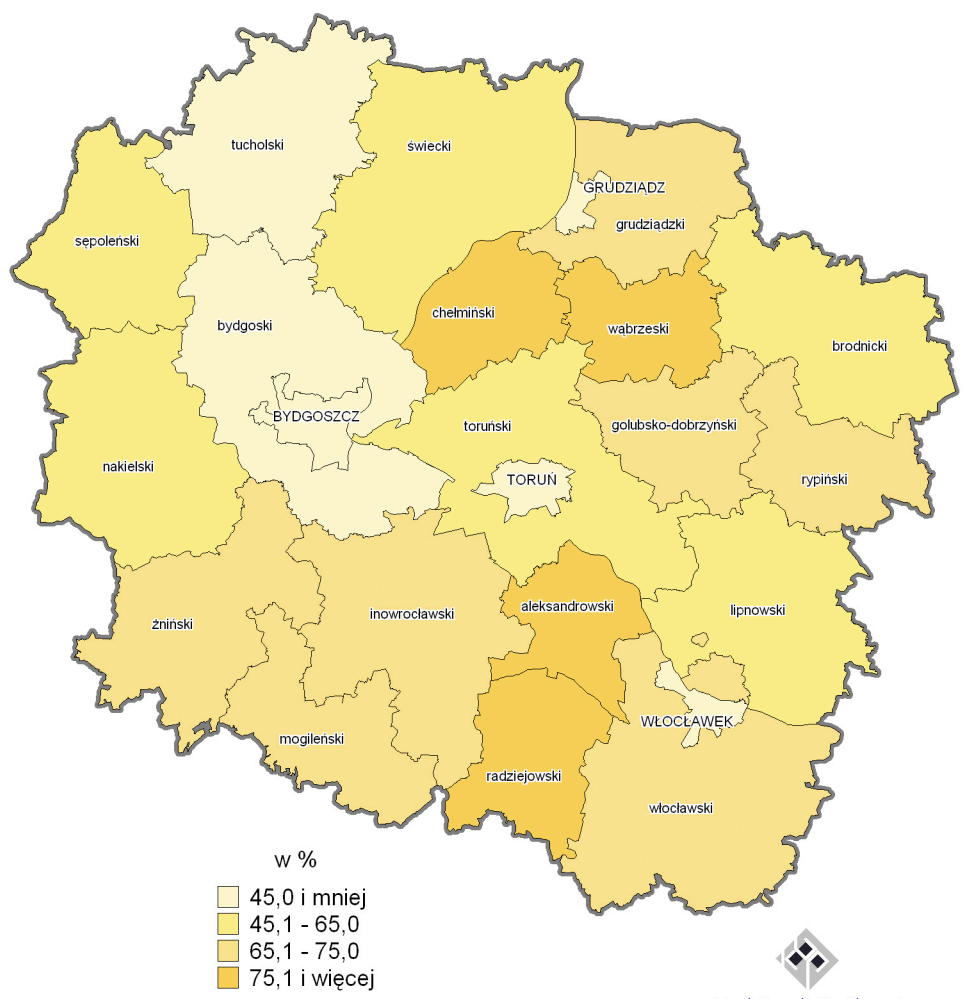 tucholski
świecki
GRUDZIĄDZ
grudziądzki
sępoleński
chełmiński
bydgoski
wąbrzeski
brodnicki
BYDGOSZCZ
toruński
golubsko-dobrzyński
nakielski
TORUŃ
rypiński
aleksandrowski
inowrocławski
lipnowski
żniński
WŁOCŁAWEK
mogileński
radziejowski
włocławski
w %
45,0 i mniej
45,1 - 65,0
65,1 - 75,0
75,1 i więcej